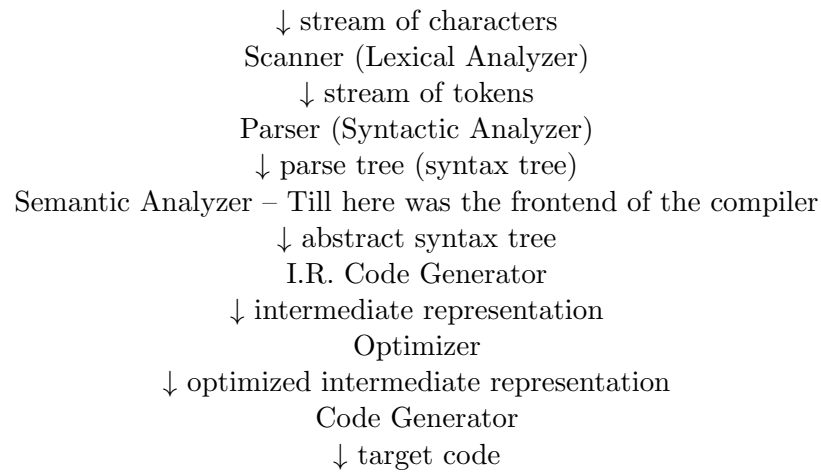 ↓ stream of characters
Scanner (Lexical Analyzer)
↓ stream of tokens
Parser (Syntactic Analyzer)
↓ parse tree (syntax tree)
Semantic Analyzer – Till here was the frontend of the compiler
↓ abstract syntax tree
I.R. Code Generator
↓ intermediate representation
Optimizer
↓ optimized intermediate representation
Code Generator
↓ target code